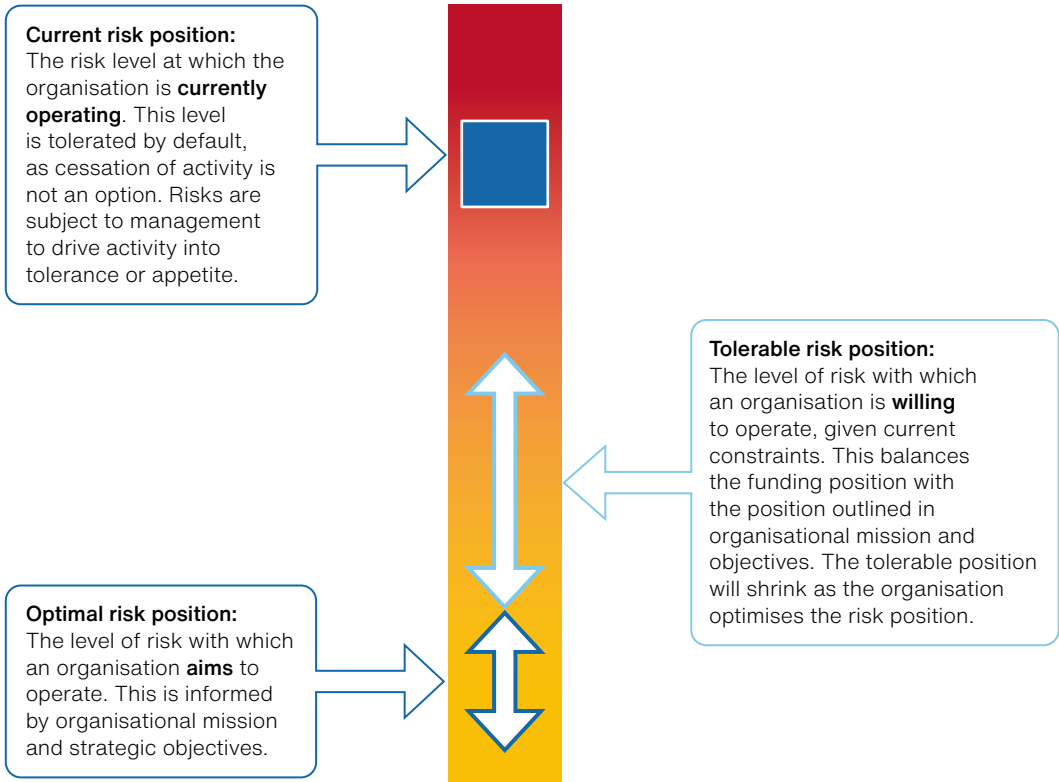 Current risk position:
The risk level at which the
organisation is currently
operating. This level
is tolerated by default,
as cessation of activity is
not an option. Risks are
subject to management
to drive activity into
tolerance or appetite.
Tolerable risk position:
The level of risk with which
an organisation is willing
to operate, given current
constraints. This balances
the funding position with
the position outlined in
organisational mission and
objectives. The tolerable position
will shrink as the organisation
optimises the risk position.
Optimal risk position:
The level of risk with which
an organisation aims to
operate. This is informed
by organisational mission
and strategic objectives.